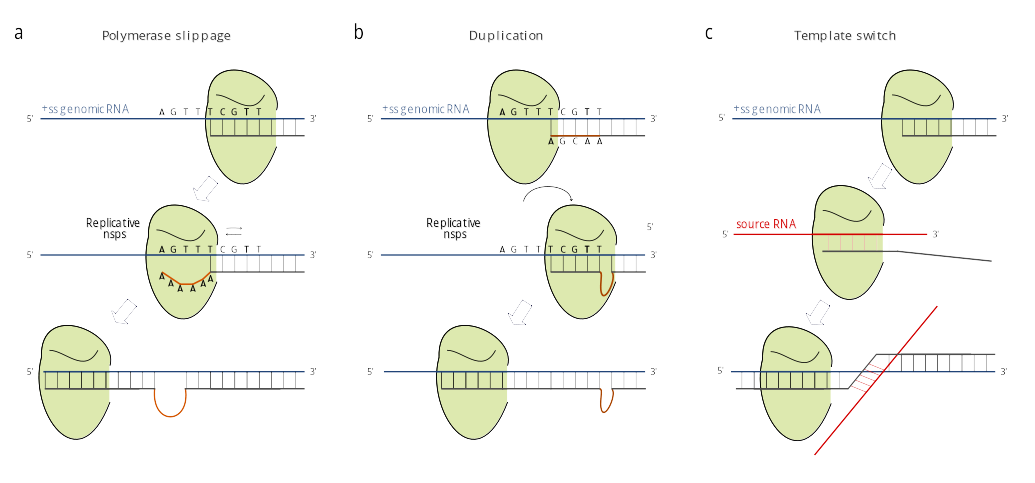 a
Polymerase slippage
+ss genomic RNA
A G T T T C G T T
5'
3'
Replicative
nsps
A G T T T C G T T
5'
3'
A A A A A
5'
3'
b
Duplication
+ss genomic RNA
A G T T T C G T T
5'
3'
A G C A A
Replicative
nsps
5'
A G T T T C G T T
5'
3'
5'
3'
c
Template switch
+ss genomic RNA
5'
3'
source RNA
5'
3'
5'
3'